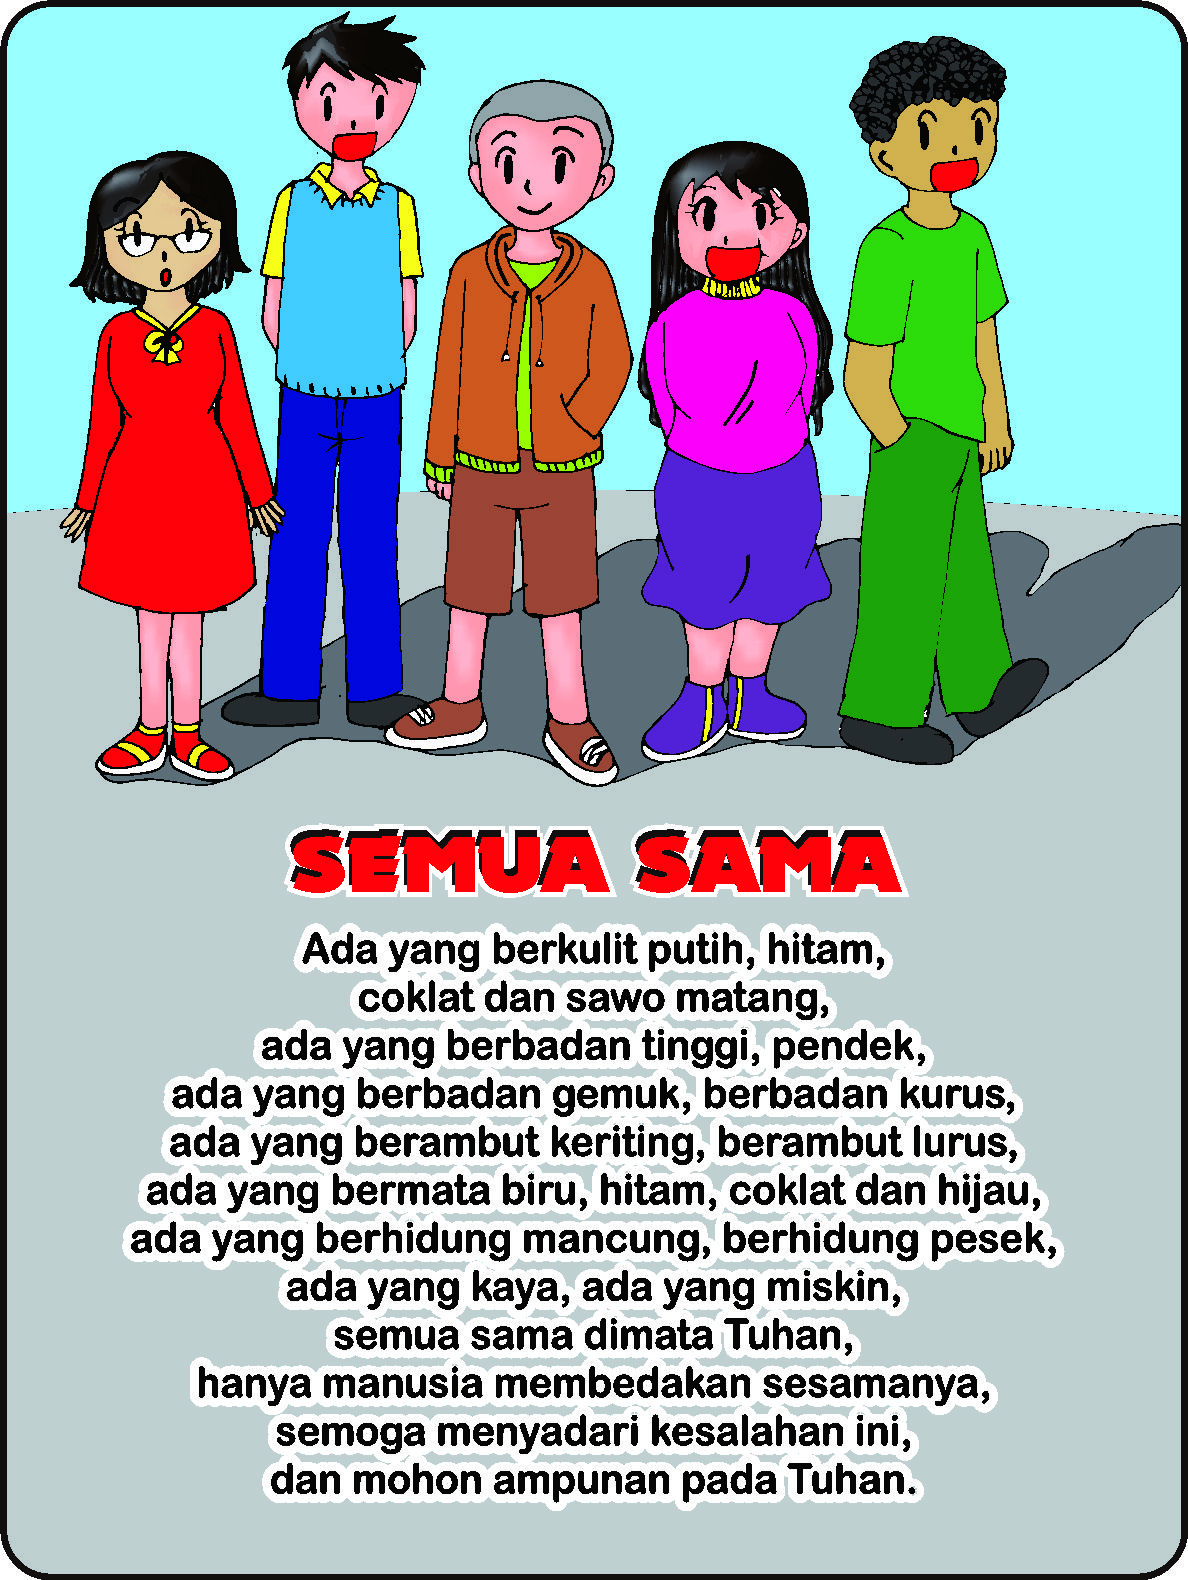 SEMUA SAMA
Ada yang berkulit putih, hitam,
coklat dan sawo matang,
ada yang berbadan tinggi, pendek,
ada yang berbadan gemuk, berbadan kurus,
ada yang berambut keriting, berambut lurus,
ada yang bermata biru, hitam, coklat dan hijau,
ada yang berhidung mancung, berhidung pesek,
ada yang kaya, ada yang miskin,
semua sama dimata Tuhan,
hanya manusia membedakan sesamanya,
semoga menyadari kesalahan ini,
dan mohon ampunan pada Tuhan.